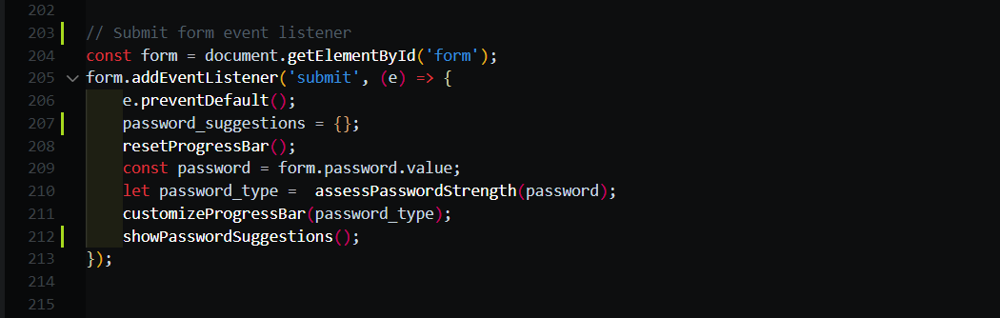 202
203 // Submit form event listener
204 const form = document.getElementById('form');
205 form.addEventListener('submit', (e) => {
206 e.preventDefault();
207 password_suggestions = {};
208 resetProgressBar();
209 const password = form.password.value;
210 let password_type =  assessPasswordStrength(password);
211 customizeProgressBar(password_type);
212 showPasswordSuggestions();
213 });
214
215